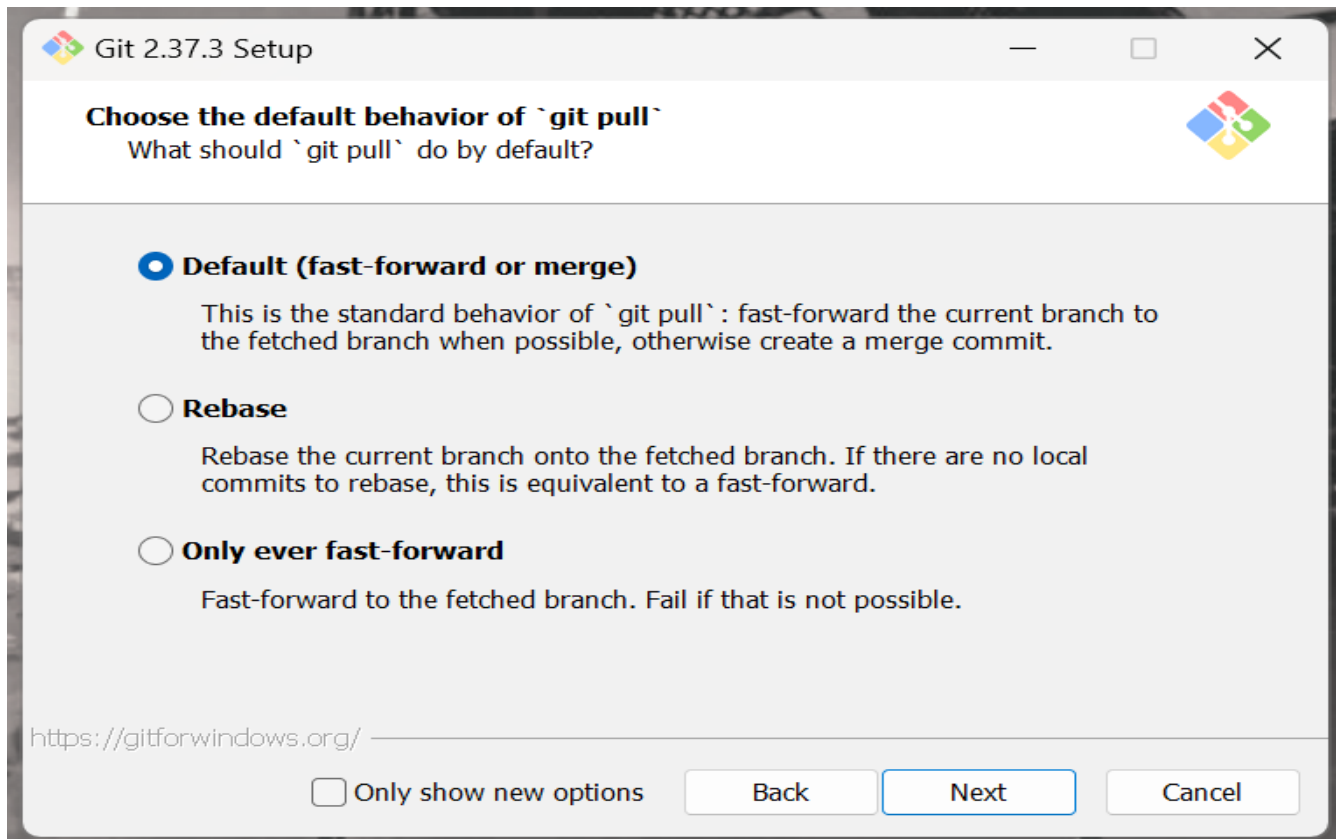 Git 2.37.3 Setup
Choose the default behavior of `git pull`
What should `git pull` do by default?
Default (fast-forward or merge)
This is the standard behavior of `git pull`: fast-forward the current branch to
the fetched branch when possible, otherwise create a merge commit.
Rebase
Rebase the current branch onto the fetched branch. If there are no local
commits to rebase, this is equivalent to a fast-forward.
Only ever fast-forward
Fast-forward to the fetched branch. Fail if that is not possible.
https://gitforwindows.org/
Only show new options Back Next Cancel